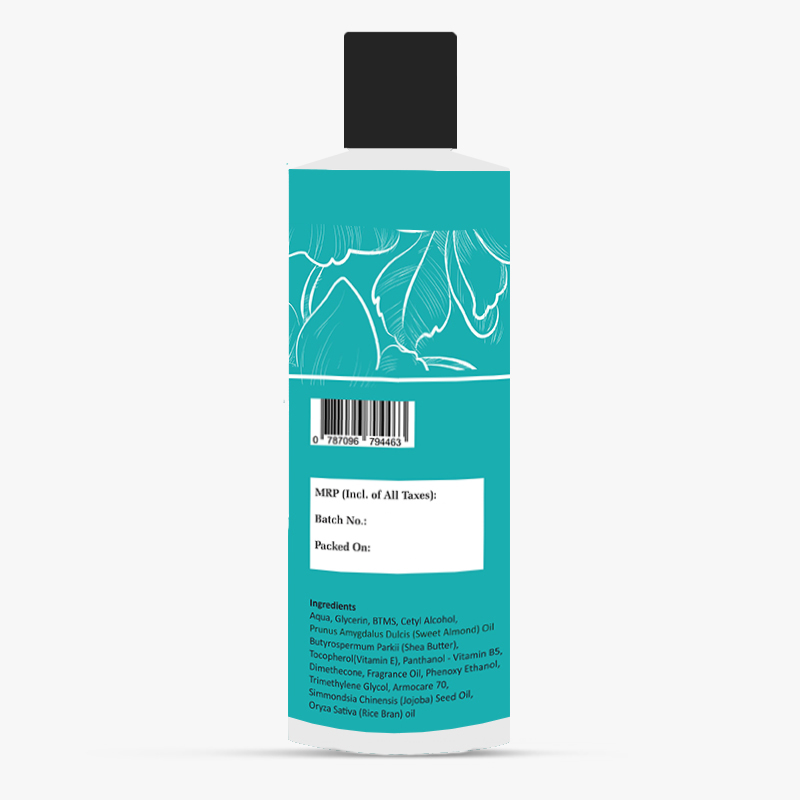 0 787096 794463
MRP (Incl. of All Taxes):
Batch No.:
Packed On:
Ingredients
Aqua, Glycerin, BTMS, Cetyl Alcohol,
Prunus Amygdalus Dulcis (Sweet Almond) Oil
Butyrospermum Parkii (Shea Butter),
Tocopherol(Vitamin E), Panthanol - Vitamin B5,
Dimethecone, Fragrance Oil, Phenoxy Ethanol,
Trimethylene Glycol, Armocare 70,
Simmondsia Chinensis (Jojoba) Seed Oil,
Oryza Sativa (Rice Bran) oil